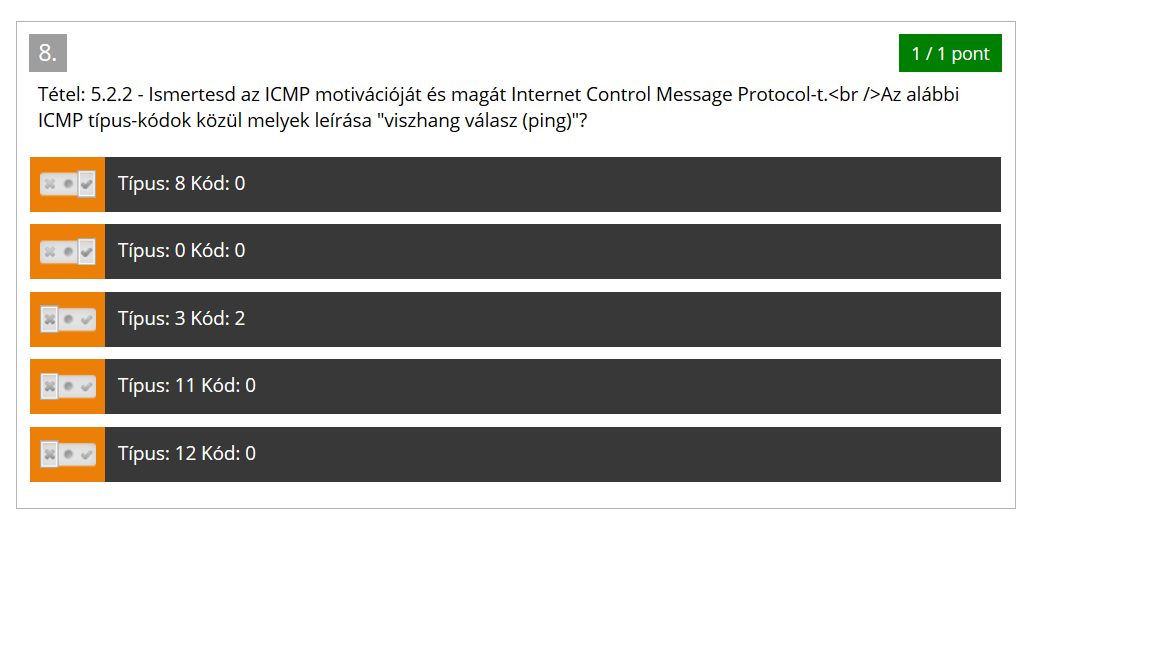 8.
1 / 1 pont
Tétel: 5.2.2 - Ismertesd az ICMP motivációját és magát Internet Control Message Protocol-t.<br />Az alábbi
ICMP típus-kódok közül melyek leírása "viszhang válasz (ping)"?
Típus: 8 Kód: 0
Típus: 0 Kód: 0
Típus: 3 Kód: 2
Típus: 11 Kód: 0
Típus: 12 Kód: 0